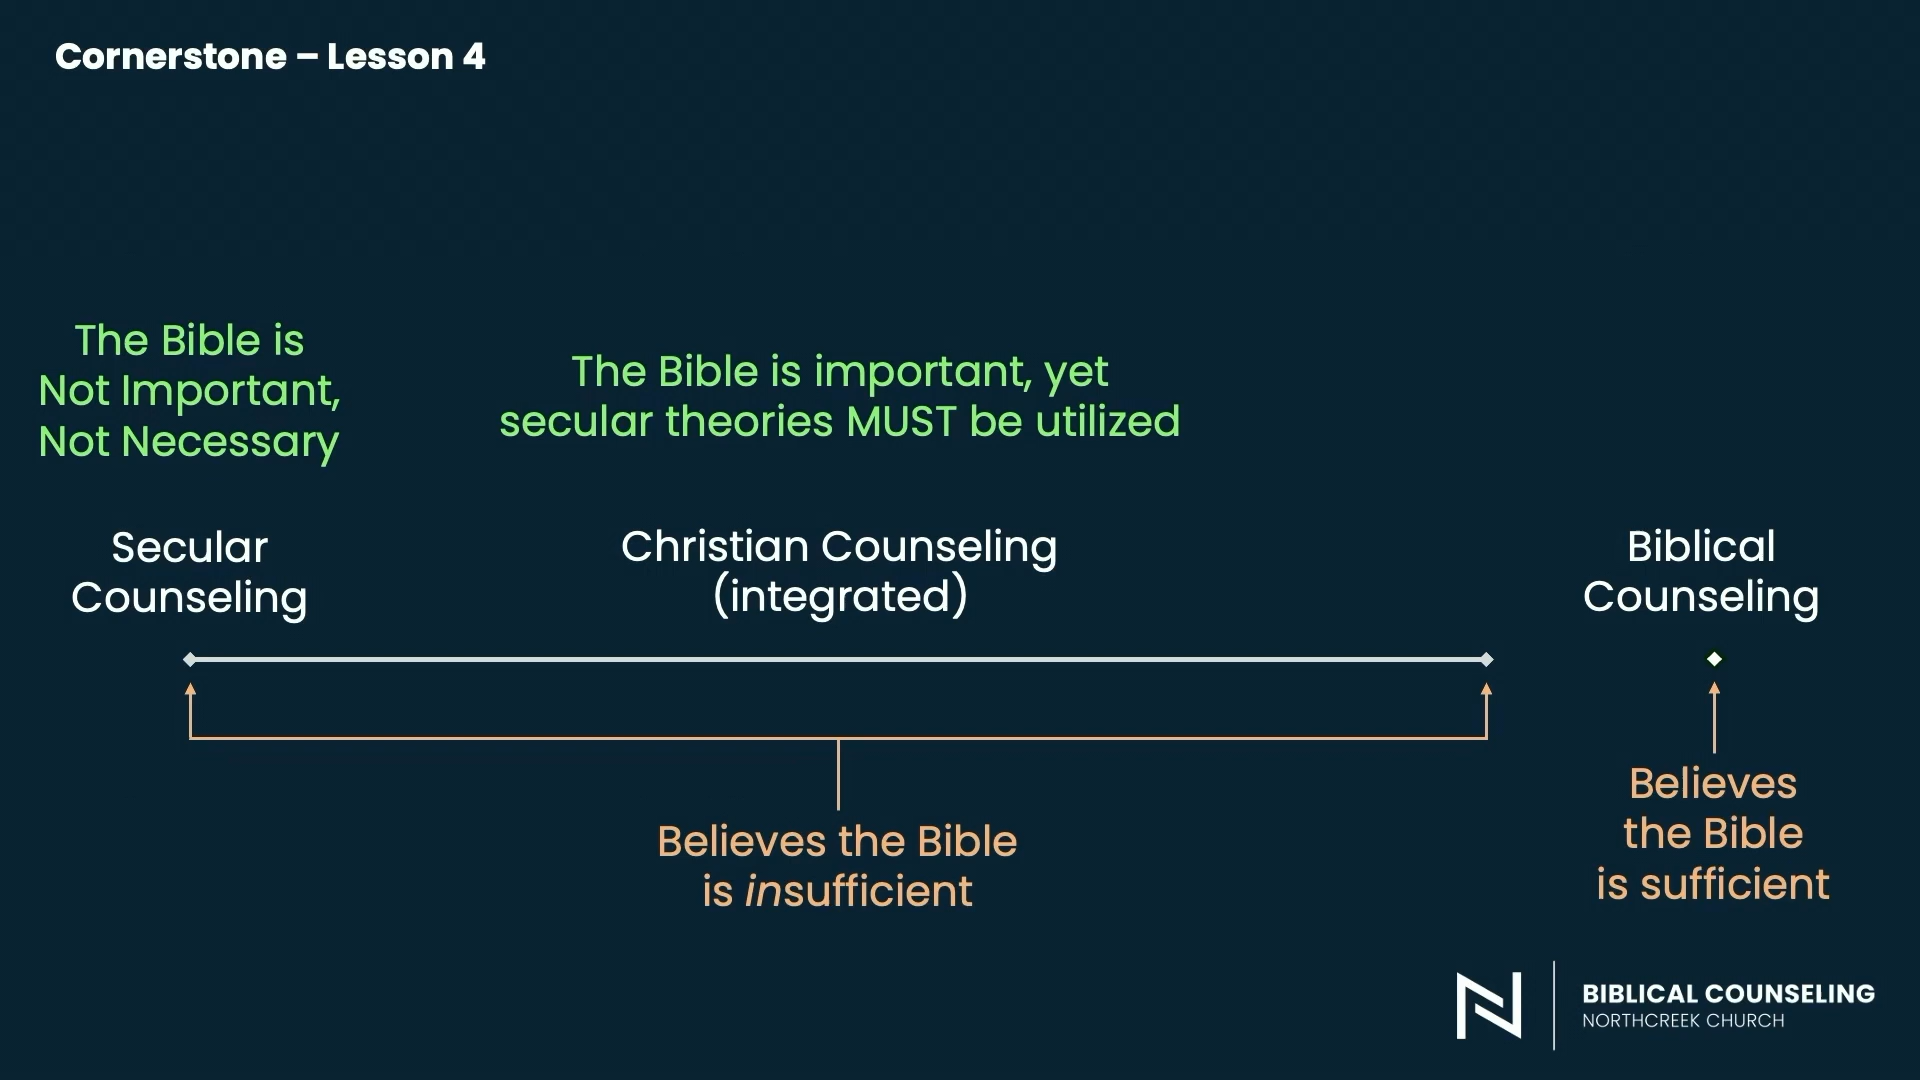 Cornerstone – Lesson 4
The Bible is
Not Important,
Not Necessary
The Bible is important, yet
secular theories MUST be utilized
Secular
Counseling
Christian Counseling
(integrated)
Biblical
Counseling
Believes the Bible
is insufficient
Believes
the Bible
is sufficient
BIBLICAL COUNSELING
NORTHCREEK CHURCH